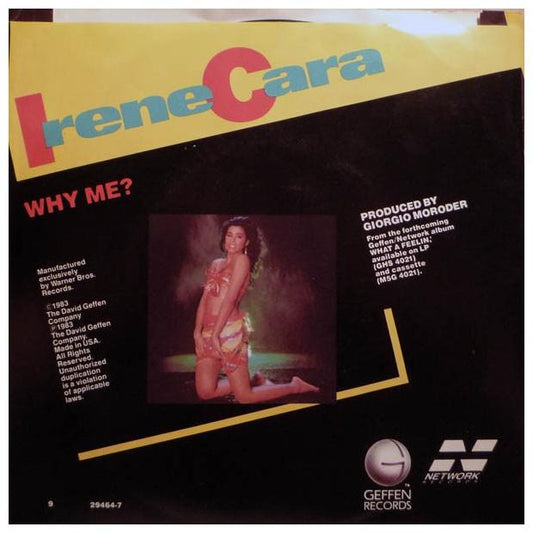 Irene Cara
WHY ME?
PRODUCED BY
GIORGIO MORODER
From the forthcoming
Geffen/Network album
WHAT A FEELIN',
available on LP
(GHS 4021)
and cassette
(M5G 4021).
Manufactured
exclusively
by Warner Bros.
Records.
©1983
The David Geffen
Company
℗1983
The David Geffen
Company.
Made in USA.
All Rights
Reserved.
Unauthorized
duplication
is a violation
of applicable
laws.
G
GEFFEN
RECORDS
TM
N
NETWORK
RECORDS
9 29464-7